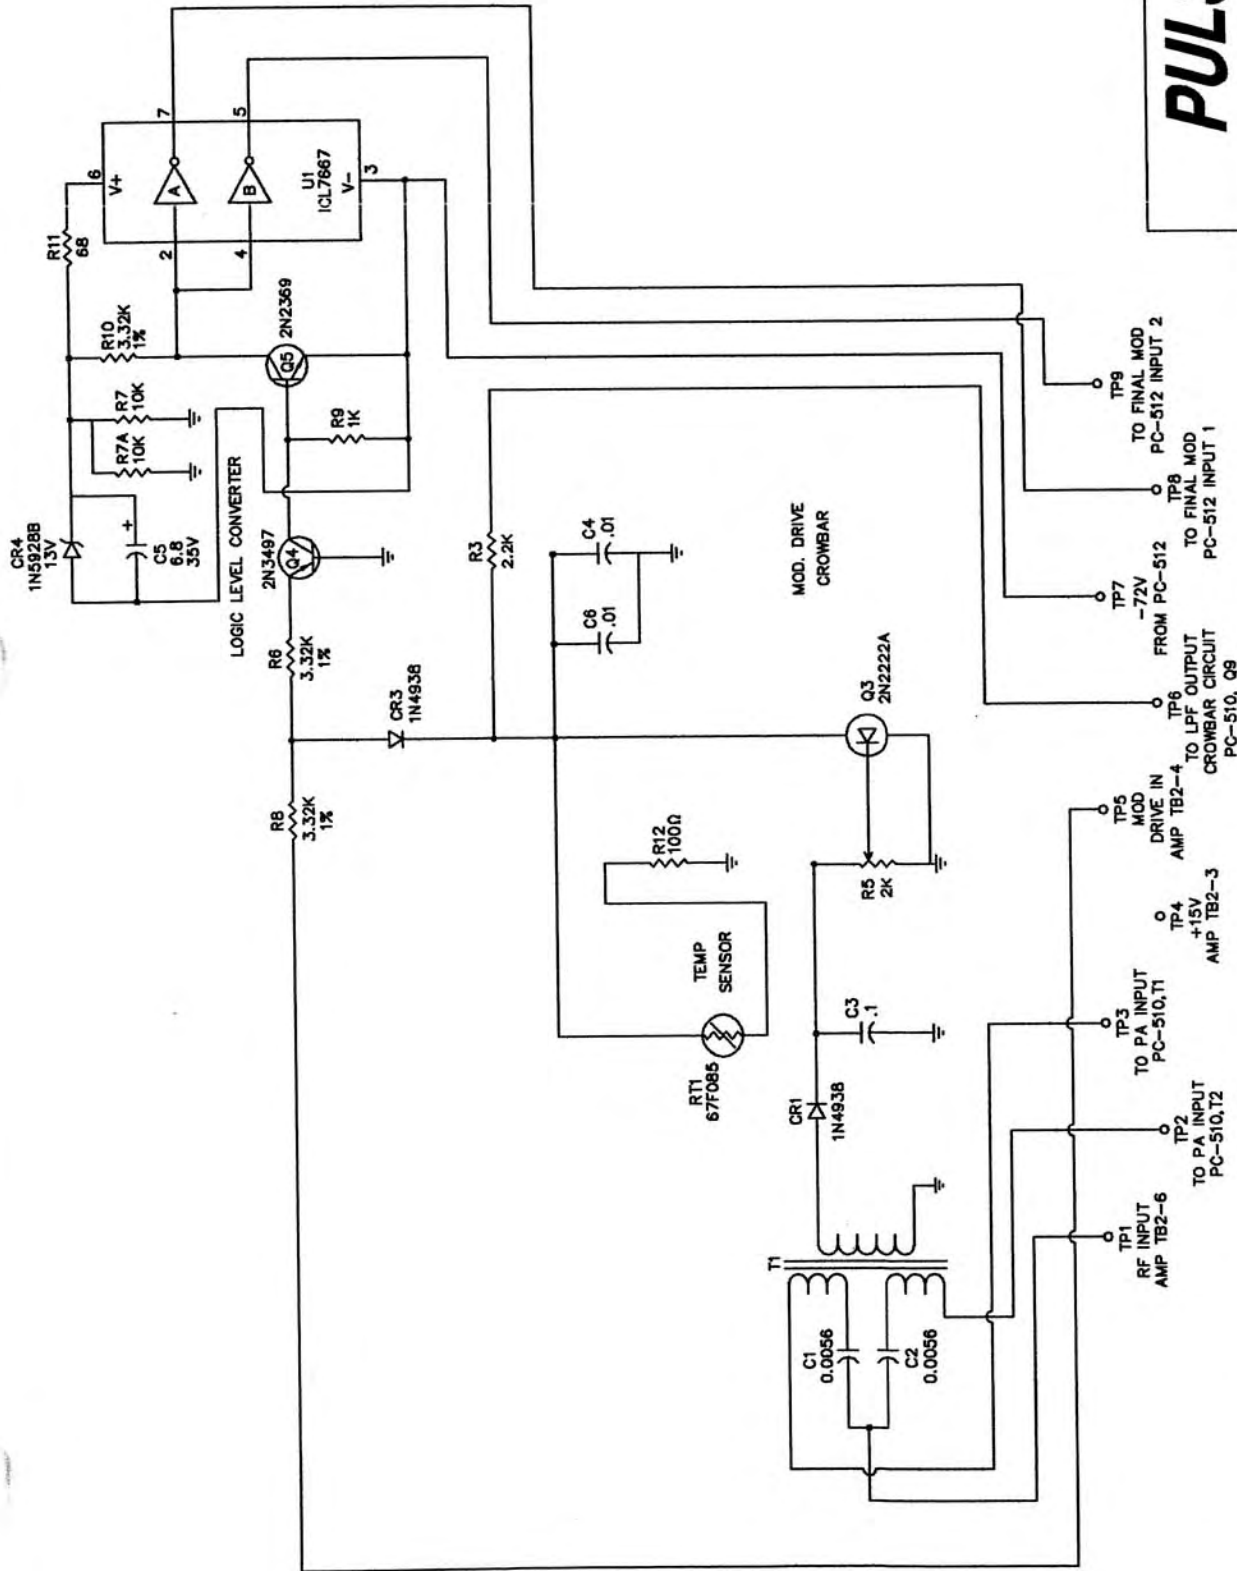 PULS
7
5
6
V+
A
B
U1
ICL7667
V-
3
2
4
R11
68
R10
3.32K
1%
Q5
2N2369
R7
10K
R7A
10K
R9
1K
CR4
1N5928B
13V
+
C5
6.8
35V
LOGIC LEVEL CONVERTER
2N3497
Q4
R6
3.32K
1%
CR3
1N4938
R8
3.32K
1%
R3
2.2K
C4
.01
C6
.01
MOD. DRIVE
CROWBAR
Q3
2N2222A
R12
100Ω
R5
2K
TEMP
SENSOR
RT1
67F085
C3
.1
CR1
1N4938
T1
C1
0.0056
C2
0.0056
TP1
RF INPUT
AMP TB2-6
TP2
TO PA INPUT
PC-510,T2
TP3
TO PA INPUT
PC-510,T1
TP4
+15V
AMP TB2-3
TP5
MOD
DRIVE IN
AMP TB2-4
TP6
TO LPF OUTPUT
CROWBAR CIRCUIT
PC-510, Q9
TP7
-72V
FROM PC-512
TP8
TO FINAL MOD
PC-512 INPUT 1
TP9
TO FINAL MOD
PC-512 INPUT 2